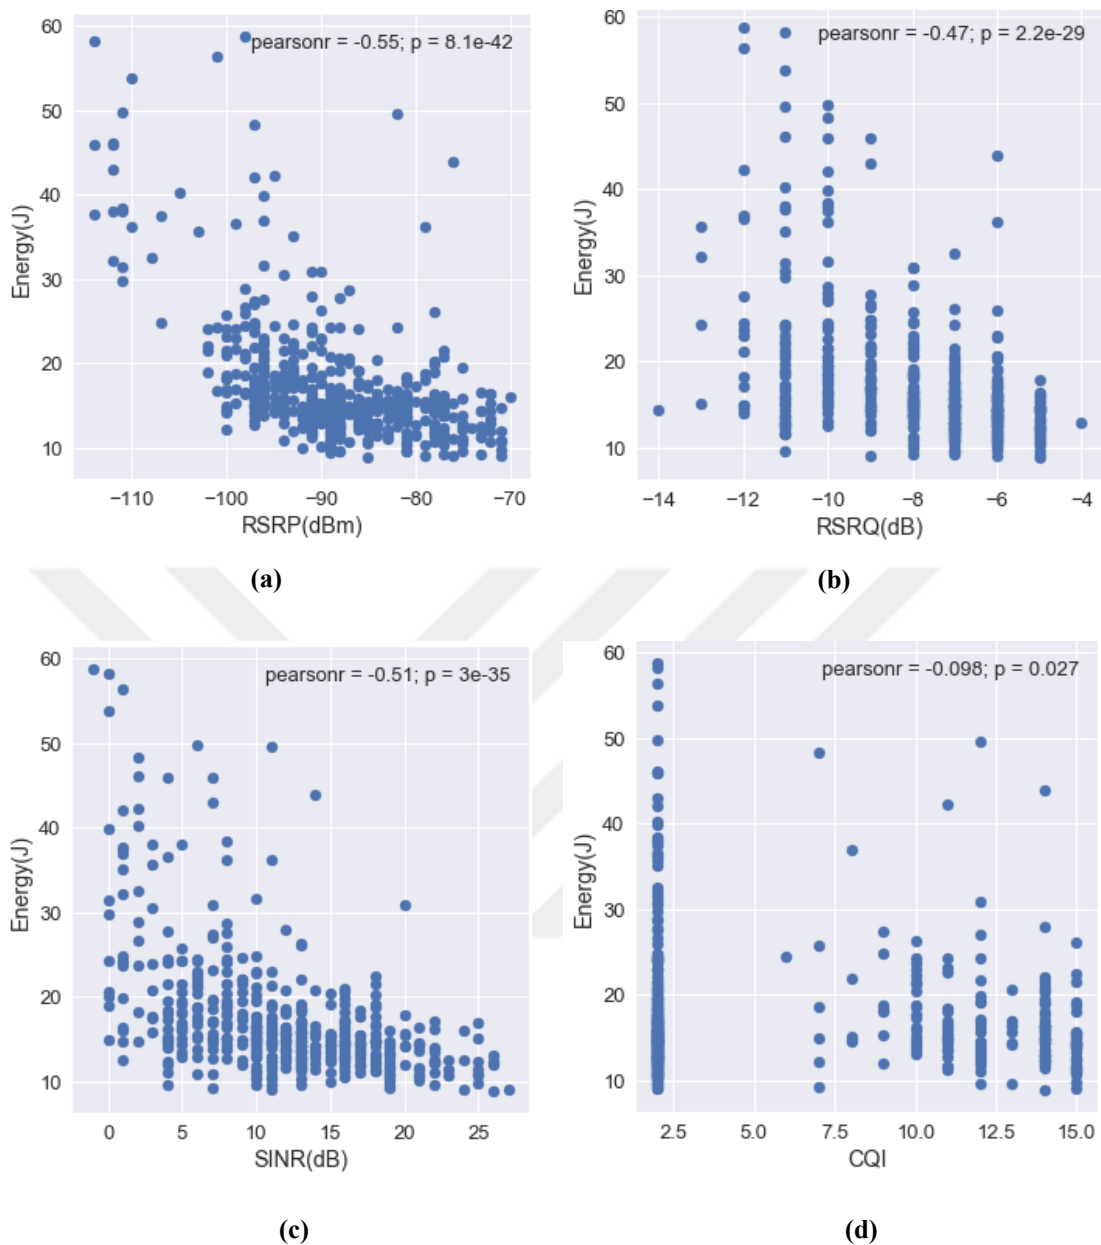 60
pearsonr = -0.55; p = 8.1e-42
50
40
Energy(J)
30
20
10
−110 −100 −90 −80 −70
RSRP(dBm)
(a)
60
pearsonr = -0.47; p = 2.2e-29
50
40
Energy(J)
30
20
10
−14 −12 −10 −8 −6 −4
RSRQ(dB)
(b)
60
pearsonr = -0.51; p = 3e-35
50
40
Energy(J)
30
20
10
0 5 10 15 20 25
SINR(dB)
(c)
60
pearsonr = -0.098; p = 0.027
50
40
Energy(J)
30
20
10
2.5 5.0 7.5 10.0 12.5 15.0
CQI
(d)